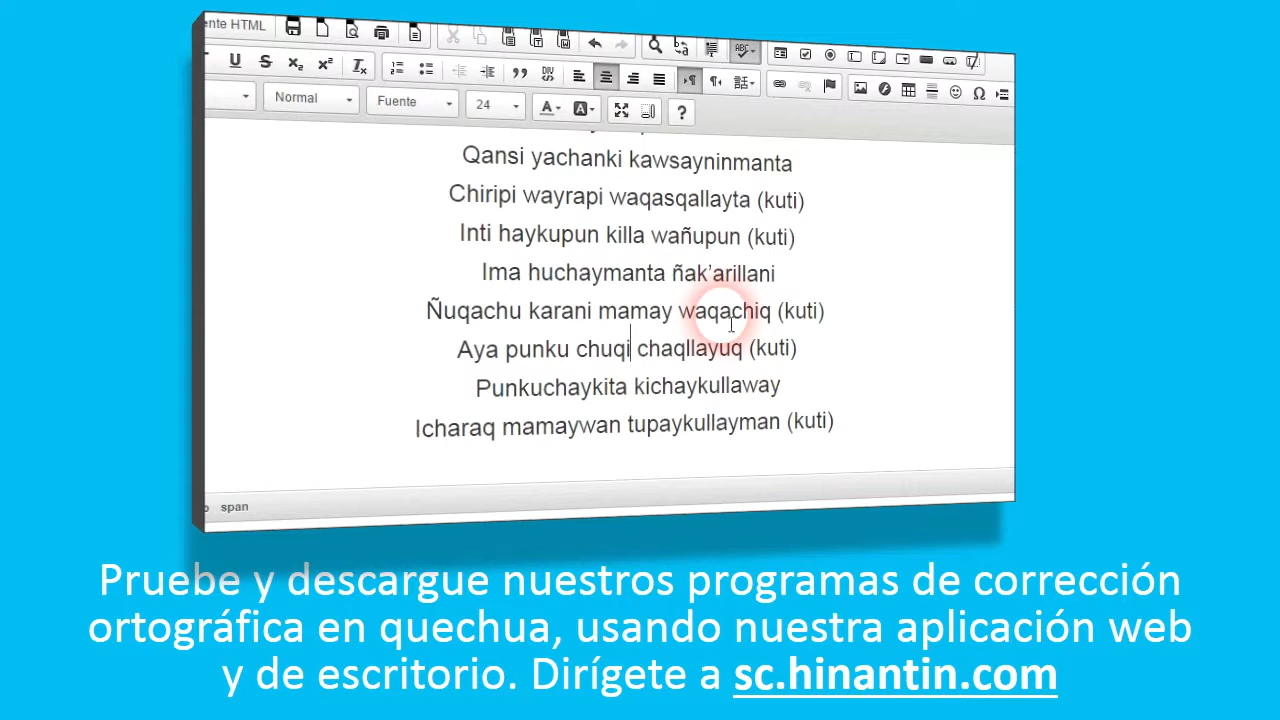 ente HTML
Normal Fuente 24
Qansi yachanki kawsayninmanta
Chiripi wayrapi waqasqallayta (kuti)
Inti haykupun killa wañupun (kuti)
Ima huchaymanta ñak'arillani
Ñuqachu karani mamay waqachiq (kuti)
Aya punku chuqi chaqllayuq (kuti)
Punkuchaykita kichaykullaway
Icharaq mamaywan tupaykullayman (kuti)
span
Pruebe y descargue nuestros programas de corrección
ortográfica en quechua, usando nuestra aplicación web
y de escritorio. Dirígete a sc.hinantin.com